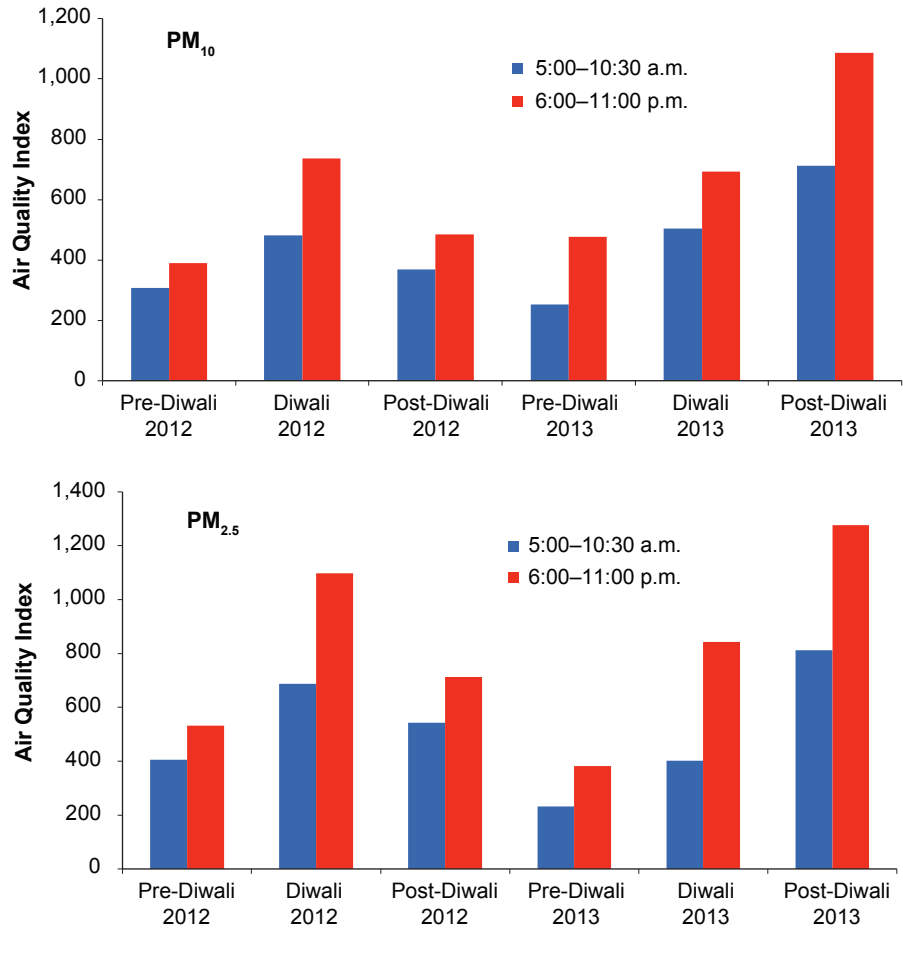 1,200
PM10
5:00–10:30 a.m.
6:00–11:00 p.m.
1,000
800
600
400
200
0
Air Quality Index
Pre-Diwali
2012
Diwali
2012
Post-Diwali
2012
Pre-Diwali
2013
Diwali
2013
Post-Diwali
2013
1,400
PM2.5
5:00–10:30 a.m.
6:00–11:00 p.m.
1,200
1,000
800
600
400
200
0
Air Quality Index
Pre-Diwali
2012
Diwali
2012
Post-Diwali
2012
Pre-Diwali
2013
Diwali
2013
Post-Diwali
2013